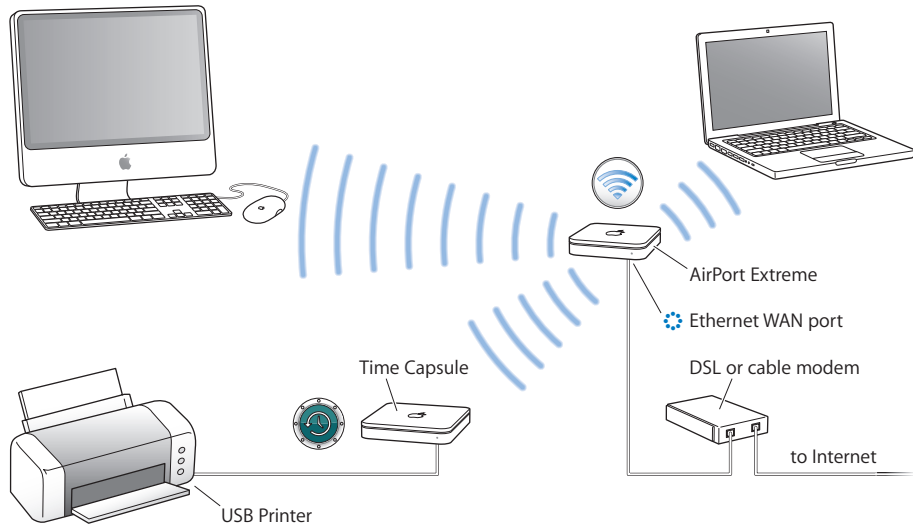 AirPort Extreme
Ethernet WAN port
Time Capsule
DSL or cable modem
to Internet
USB Printer